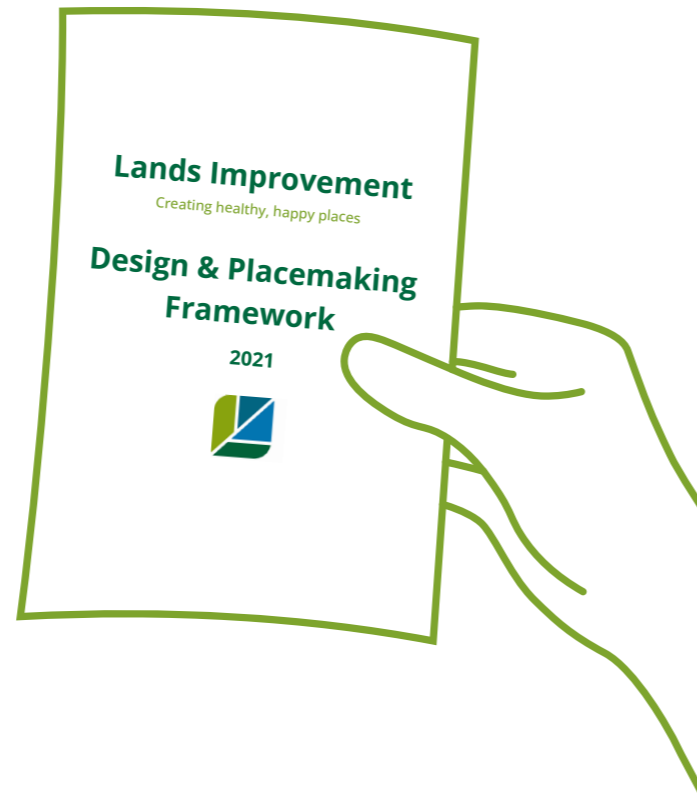 Lands Improvement
Creating healthy, happy places
Design & Placemaking
Framework
2021